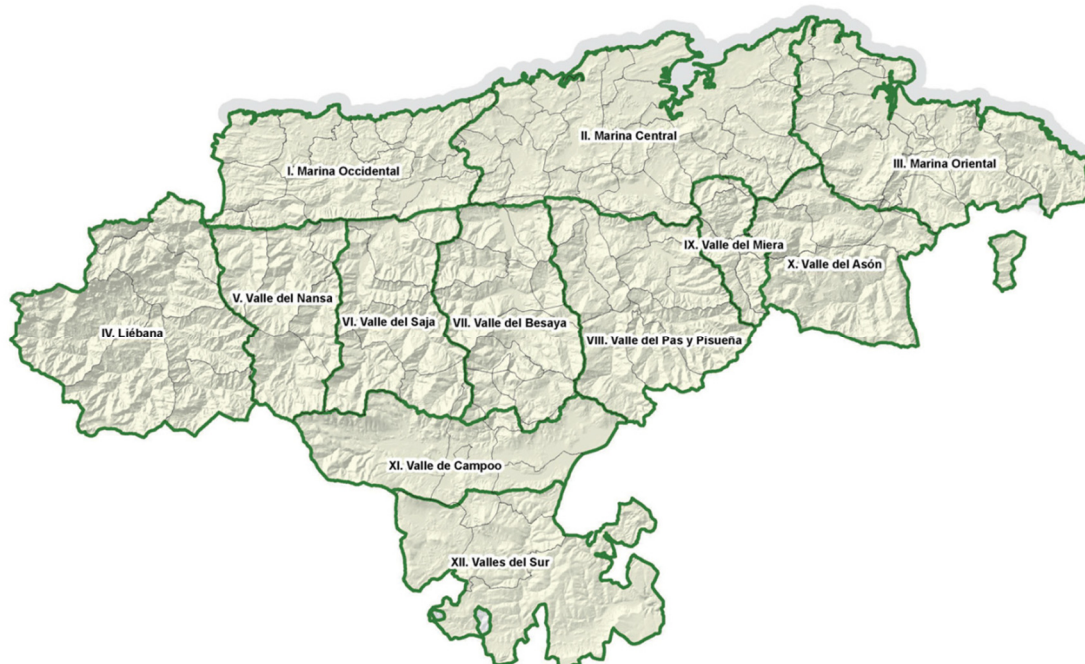 I. Marina Occidental
II. Marina Central
III. Marina Oriental
IV. Liébana
V. Valle del Nansa
VI. Valle del Saja
VII. Valle del Besaya
VIII. Valle del Pas y Pisueña
IX. Valle del Miera
X. Valle del Asón
XI. Valle de Campoo
XII. Valles del Sur